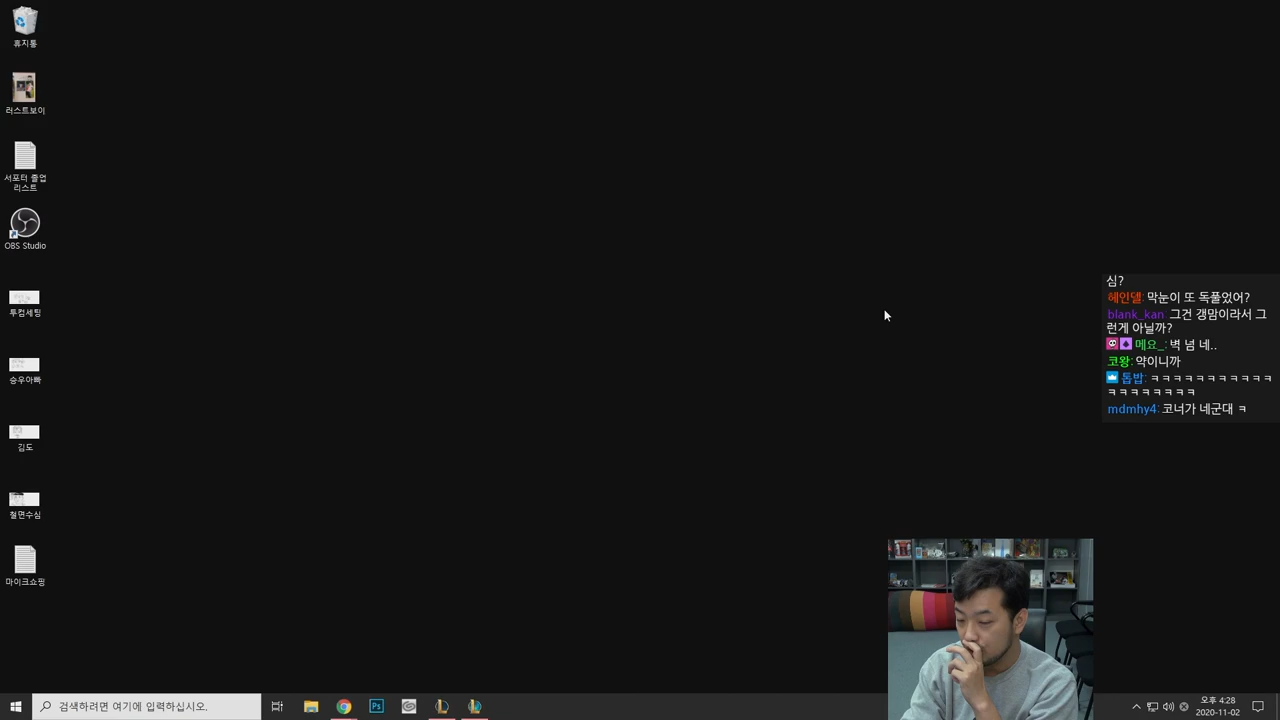 휴지통
러스트보이
서포터 졸업
리스트
OBS Studio
투컴세팅
승우아빠
김도
철면수심
마이크쇼핑
심?
헤인델: 막눈이 또 독풀었어?
blank_kan 그건 갱맘이라서 그
런게 아닐까?
메요_: 벽 넘 네..
코왕: 약이니까
톱밥: ㅋㅋㅋㅋㅋㅋㅋㅋㅋㅋㅋ
ㅋㅋㅋㅋㅋㅋㅋㅋ
mdmhy4: 코너가 네군대 ㅋ
검색하려면 여기에 입력하십시오.
Ps
오후 4:28
2020-11-02